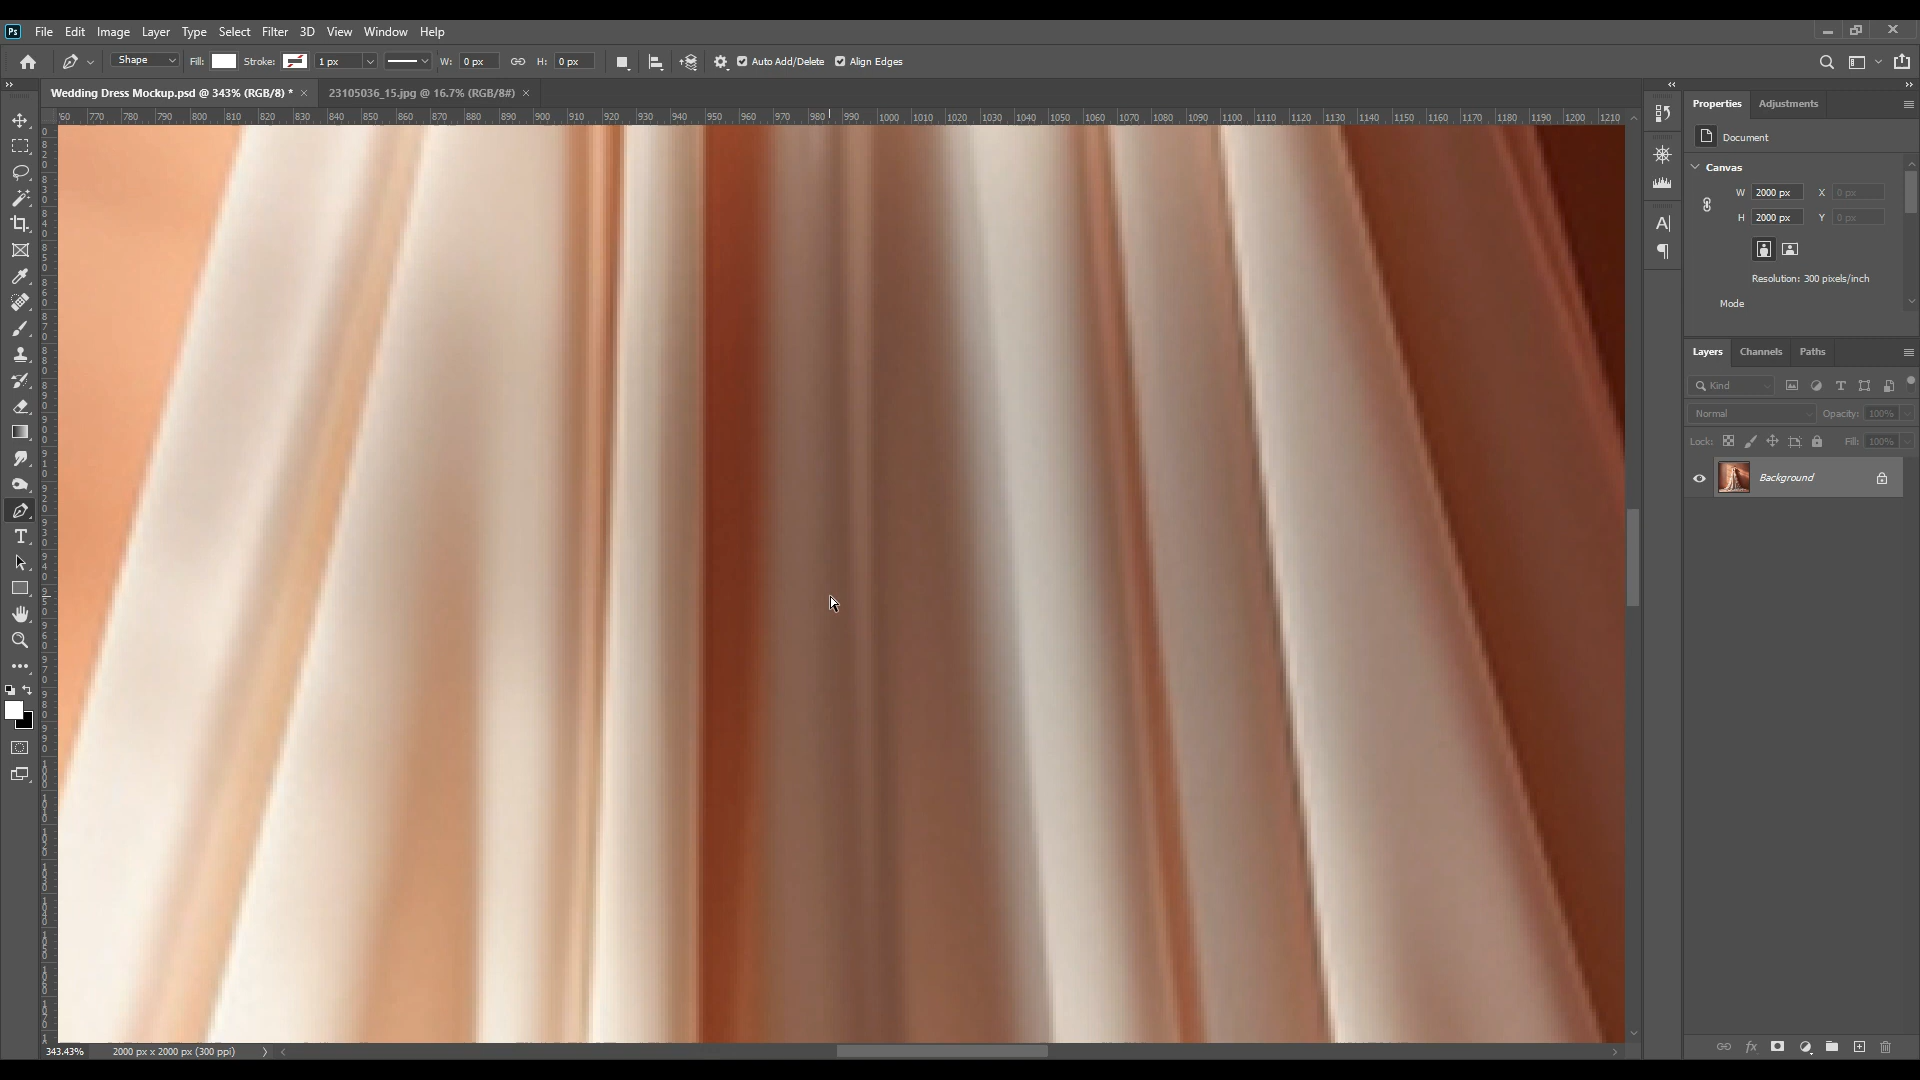 Ps File Edit Image Layer Type Select Filter 3D View Window Help
Shape Fill: Stroke: 1 px W: 0 px H: 0 px Auto Add/Delete Align Edges
Wedding Dress Mockup.psd @ 343% (RGB/8) * × 23105036_15.jpg @ 16.7% (RGB/8#) ×
770 780 790 800 810 820 830 840 850 860 870 880 890 900 910 920 930 940 950 960 970 980 990 1000 1010 1020 1030 1040 1050 1060 1070 1080 1090 1100 1110 1120 1130 1140 1150 1160 1170 1180 1190 1200 1210
Properties Adjustments
Document
Canvas
W 2000 px X 0 px
H 2000 px Y 0 px
Resolution: 300 pixels/inch
Mode
Layers Channels Paths
Kind
Normal Opacity: 100%
Lock: Fill: 100%
Background
343.43% 2000 px x 2000 px (300 ppi)